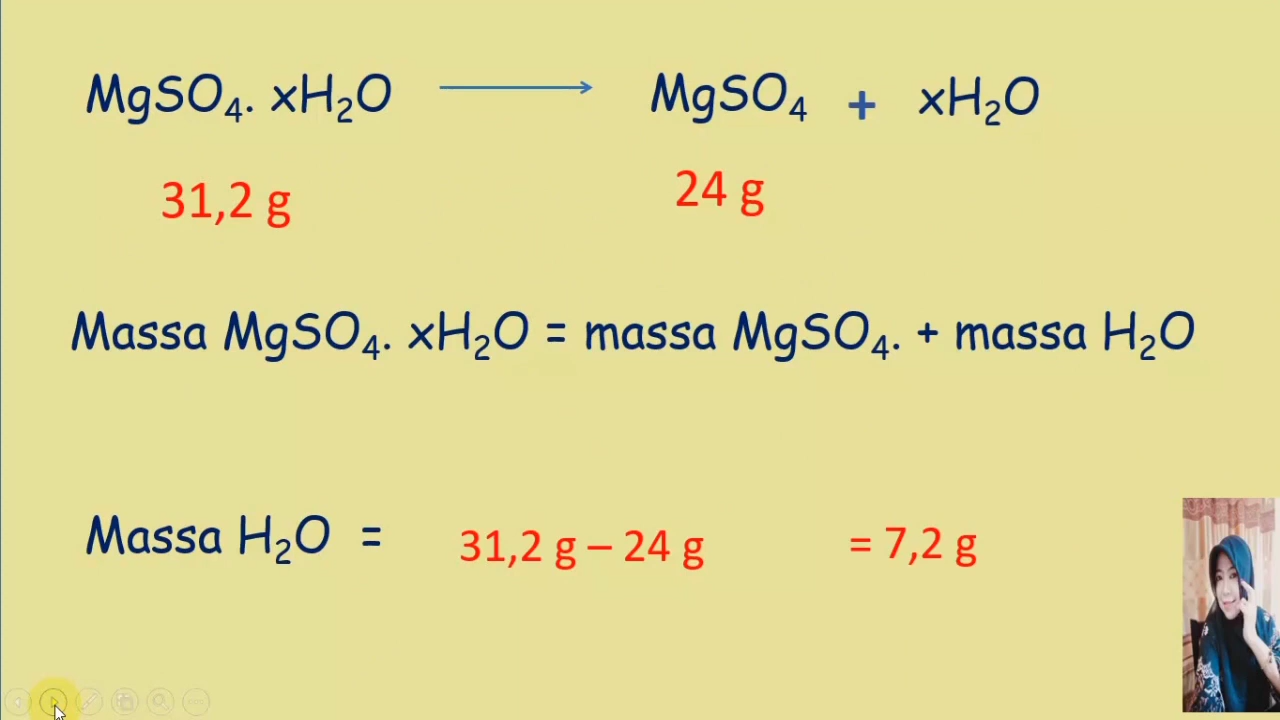 MgSO₄. xH₂O → MgSO₄ + xH₂O
31,2 g 24 g
Massa MgSO₄. xH₂O = massa MgSO₄. + massa H₂O
Massa H₂O = 31,2 g – 24 g = 7,2 g